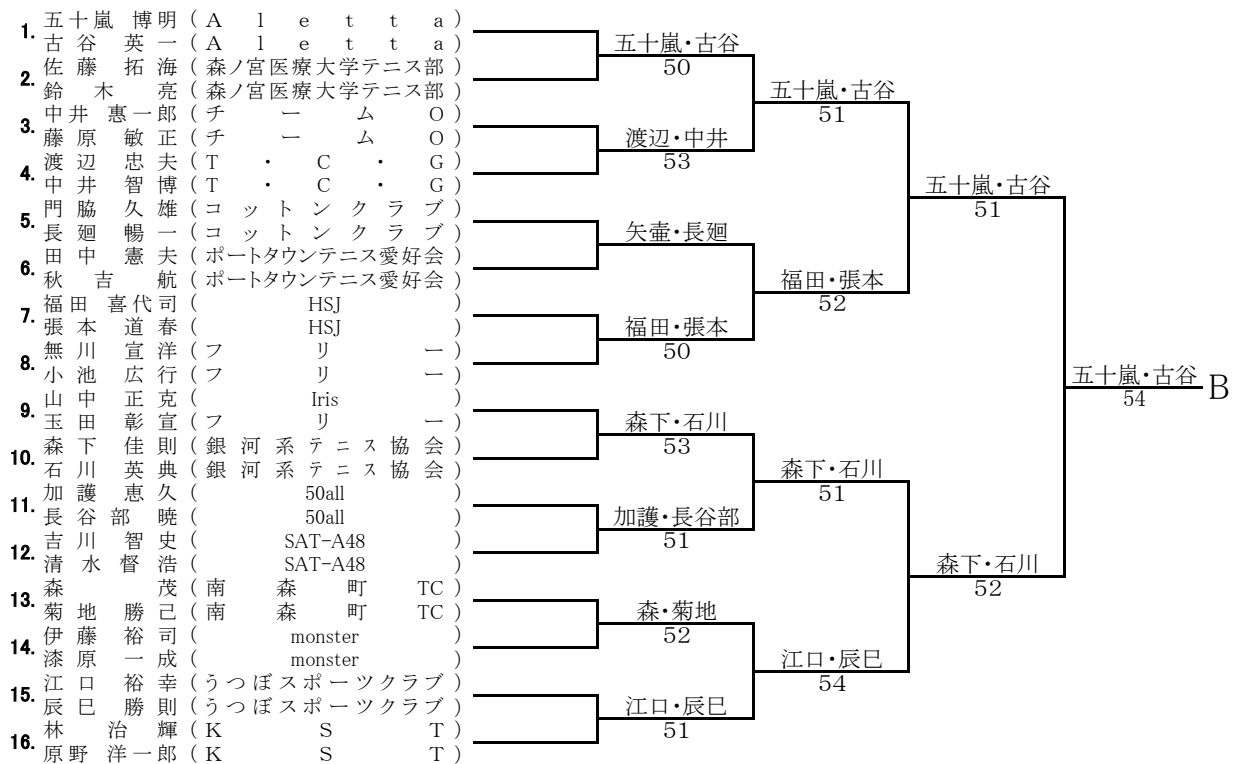 1. 五十嵐 博明 ( A l e t t a )
古谷 英一 ( A l e t t a )
2. 佐藤 拓海 ( 森ノ宮医療大学テニス部 )
鈴木 亮 ( 森ノ宮医療大学テニス部 )
3. 中井 惠一郎 ( チーム O )
藤原 敏正 ( チーム O )
4. 渡辺 忠夫 ( T ・ C ・ G )
中井 智博 ( T ・ C ・ G )
5. 門脇 久雄 ( コットンクラブ )
長廻 暢一 ( コットンクラブ )
6. 田中 憲夫 ( ポートタウンテニス愛好会 )
秋吉 航 ( ポートタウンテニス愛好会 )
7. 福田 喜代司 ( HSJ )
張本 道春 ( HSJ )
8. 無川 宣洋 ( フリー )
小池 広行 ( フリー )
9. 山中 正克 ( Iris )
玉田 彰宣 ( フリー )
10. 森下 佳則 ( 銀河系テニス協会 )
石川 英典 ( 銀河系テニス協会 )
11. 加護 恵久 ( 50all )
長谷部 暁 ( 50all )
12. 吉川 智史 ( SAT-A48 )
清水 督浩 ( SAT-A48 )
13. 森 茂 ( 南森町TC )
菊地 勝己 ( 南森町TC )
14. 伊藤 裕司 ( monster )
漆原 一成 ( monster )
15. 江口 裕幸 ( うつぼスポーツクラブ )
辰巳 勝則 ( うつぼスポーツクラブ )
16. 林 治輝 ( K S T )
原野 洋一郎 ( K S T )
五十嵐・古谷
50
渡辺・中井
53
矢壷・長廻
福田・張本
50
森下・石川
53
加護・長谷部
51
森・菊地
52
江口・辰巳
51
五十嵐・古谷
51
福田・張本
52
森下・石川
51
江口・辰巳
54
五十嵐・古谷
51
森下・石川
52
五十嵐・古谷
54
B